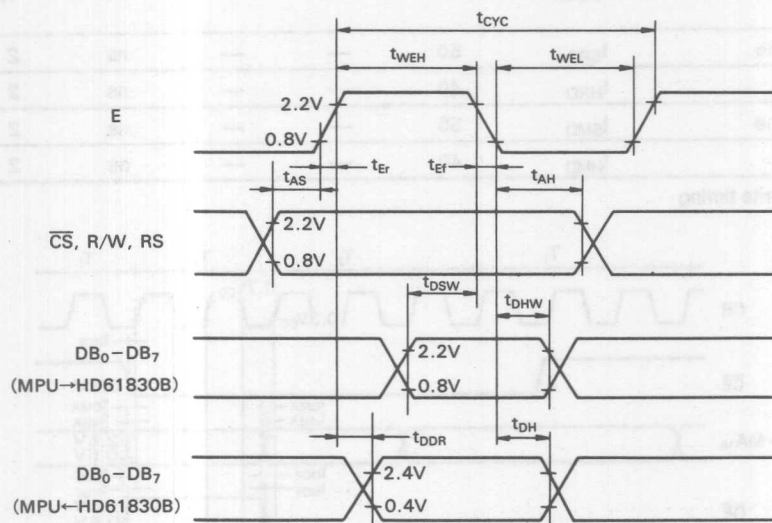 tCYC
tWEH
tWEL
E
2.2V
0.8V
tEr
tEf
tAS
tAH
CS, R/W, RS
2.2V
0.8V
tDSW
tDHW
DB0–DB7
(MPU→HD61830B)
2.2V
0.8V
tDDR
tDH
DB0–DB7
(MPU←HD61830B)
2.4V
0.4V